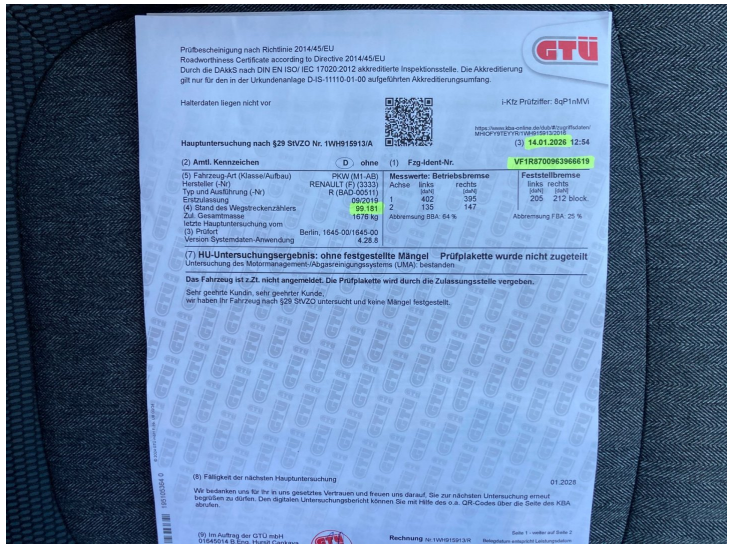 GTÜ
Prüfbescheinigung nach Richtlinie 2014/45/EU
Roadworthiness Certificate according to Directive 2014/45/EU
Durch die DAkkS nach DIN EN ISO/ IEC 17020:2012 akkreditierte Inspektionsstelle. Die Akkreditierung
gilt nur für den in der Urkundenanlage D-IS-11110-01-00 aufgeführten Akkreditierungsumfang.
Halterdaten liegen nicht vor
i-Kfz Prüfziffer: 8qP1nMVi
Hauptuntersuchung nach §29 StVZO Nr. 1WH915913/A
(3) 14.01.2026 12:54
(2) Amtl. Kennzeichen D ohne (1) Fzg-Ident-Nr. VF1R8700963966619
(5) Fahrzeug-Art (Klasse/Aufbau) PKW (M1-AB)
Hersteller (-Nr) RENAULT (F) (3333)
Typ und Ausführung (-Nr) R (BAD-00511)
Erstzulassung 09/2019
(4) Stand des Wegstreckenzählers 99.181
Zul. Gesamtmasse 1676 kg
letzte Hauptuntersuchung vom
(3) Prüfort Berlin, 1645-00/1645-00
Version Systemdaten-Anwendung 4.28.8
Messwerte: Betriebsbremse
Achse links rechts
[daN] [daN]
1 402 395
2 135 147
Abbremsung BBA: 64 %
Feststellbremse
links rechts
[daN] [daN]
205 212 block.
Abbremsung FBA: 25 %
(7) HU-Untersuchungsergebnis: ohne festgestellte Mängel Prüfplakette wurde nicht zugeteilt
Untersuchung des Motormanagement-/Abgasreinigungssystems (UMA): bestanden
Das Fahrzeug ist z.Zt. nicht angemeldet. Die Prüfplakette wird durch die Zulassungsstelle vergeben.
Sehr geehrte Kundin, sehr geehrter Kunde,
wir haben Ihr Fahrzeug nach §29 StVZO untersucht und keine Mängel festgestellt.
(8) Fälligkeit der nächsten Hauptuntersuchung 01.2028
Wir bedanken uns für Ihr in uns gesetztes Vertrauen und freuen uns darauf, Sie zur nächsten Untersuchung erneut
begrüßen zu dürfen. Den digitalen Untersuchungsbericht können Sie mit Hilfe des o.a. QR-Codes über die Seite des KBA
abrufen.
(9) Im Auftrag der GTÜ mbH
GTÜ
Rechnung Nr.1WH915913/R
Seite 1 - weiter auf Seite 2